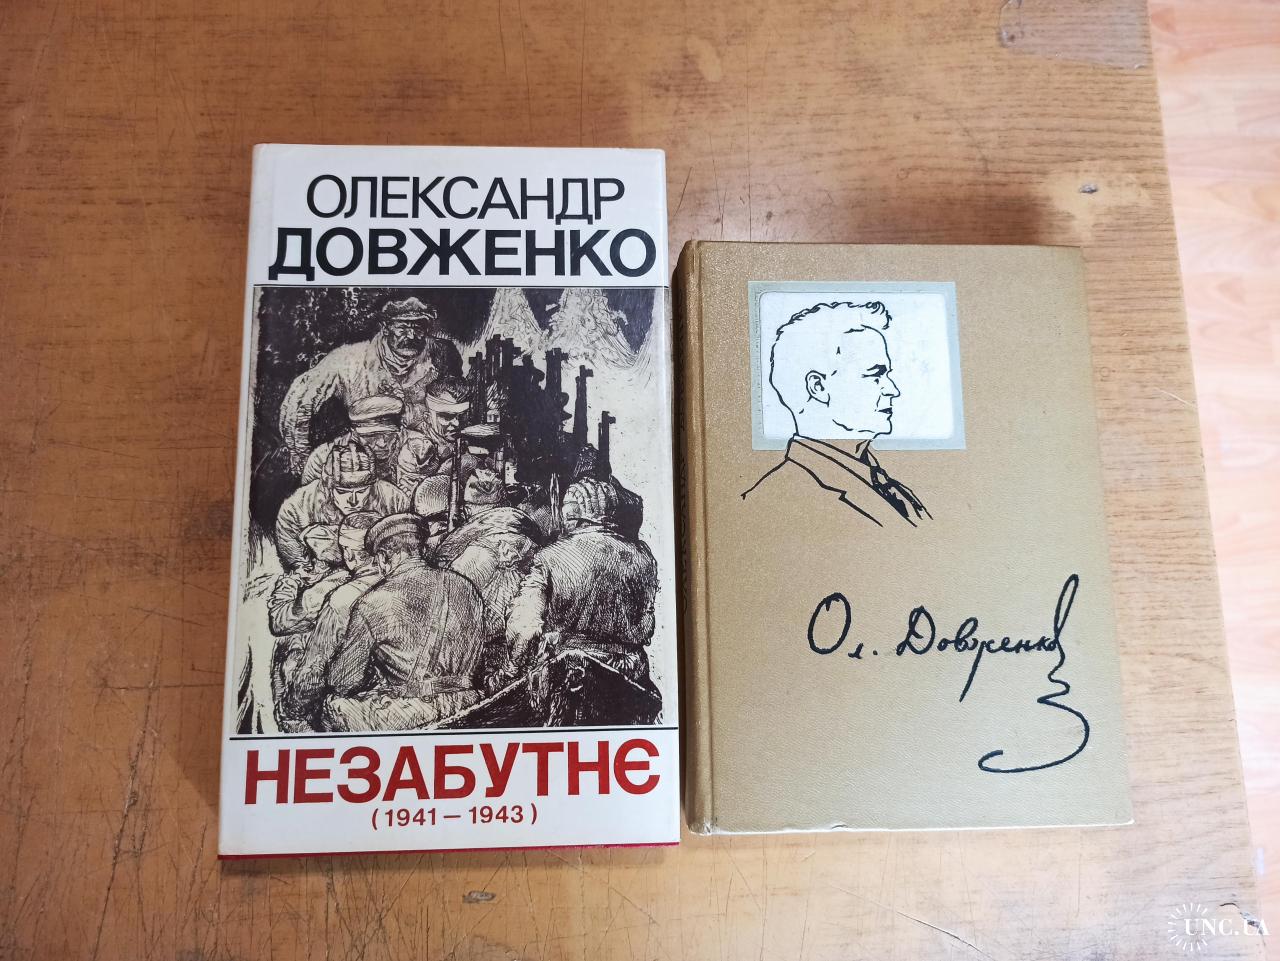 ОЛЕКСАНДР
ДОВЖЕНКО
НЕЗАБУТНЄ
(1941 — 1943)
Ол. Довженко
UNC.UA